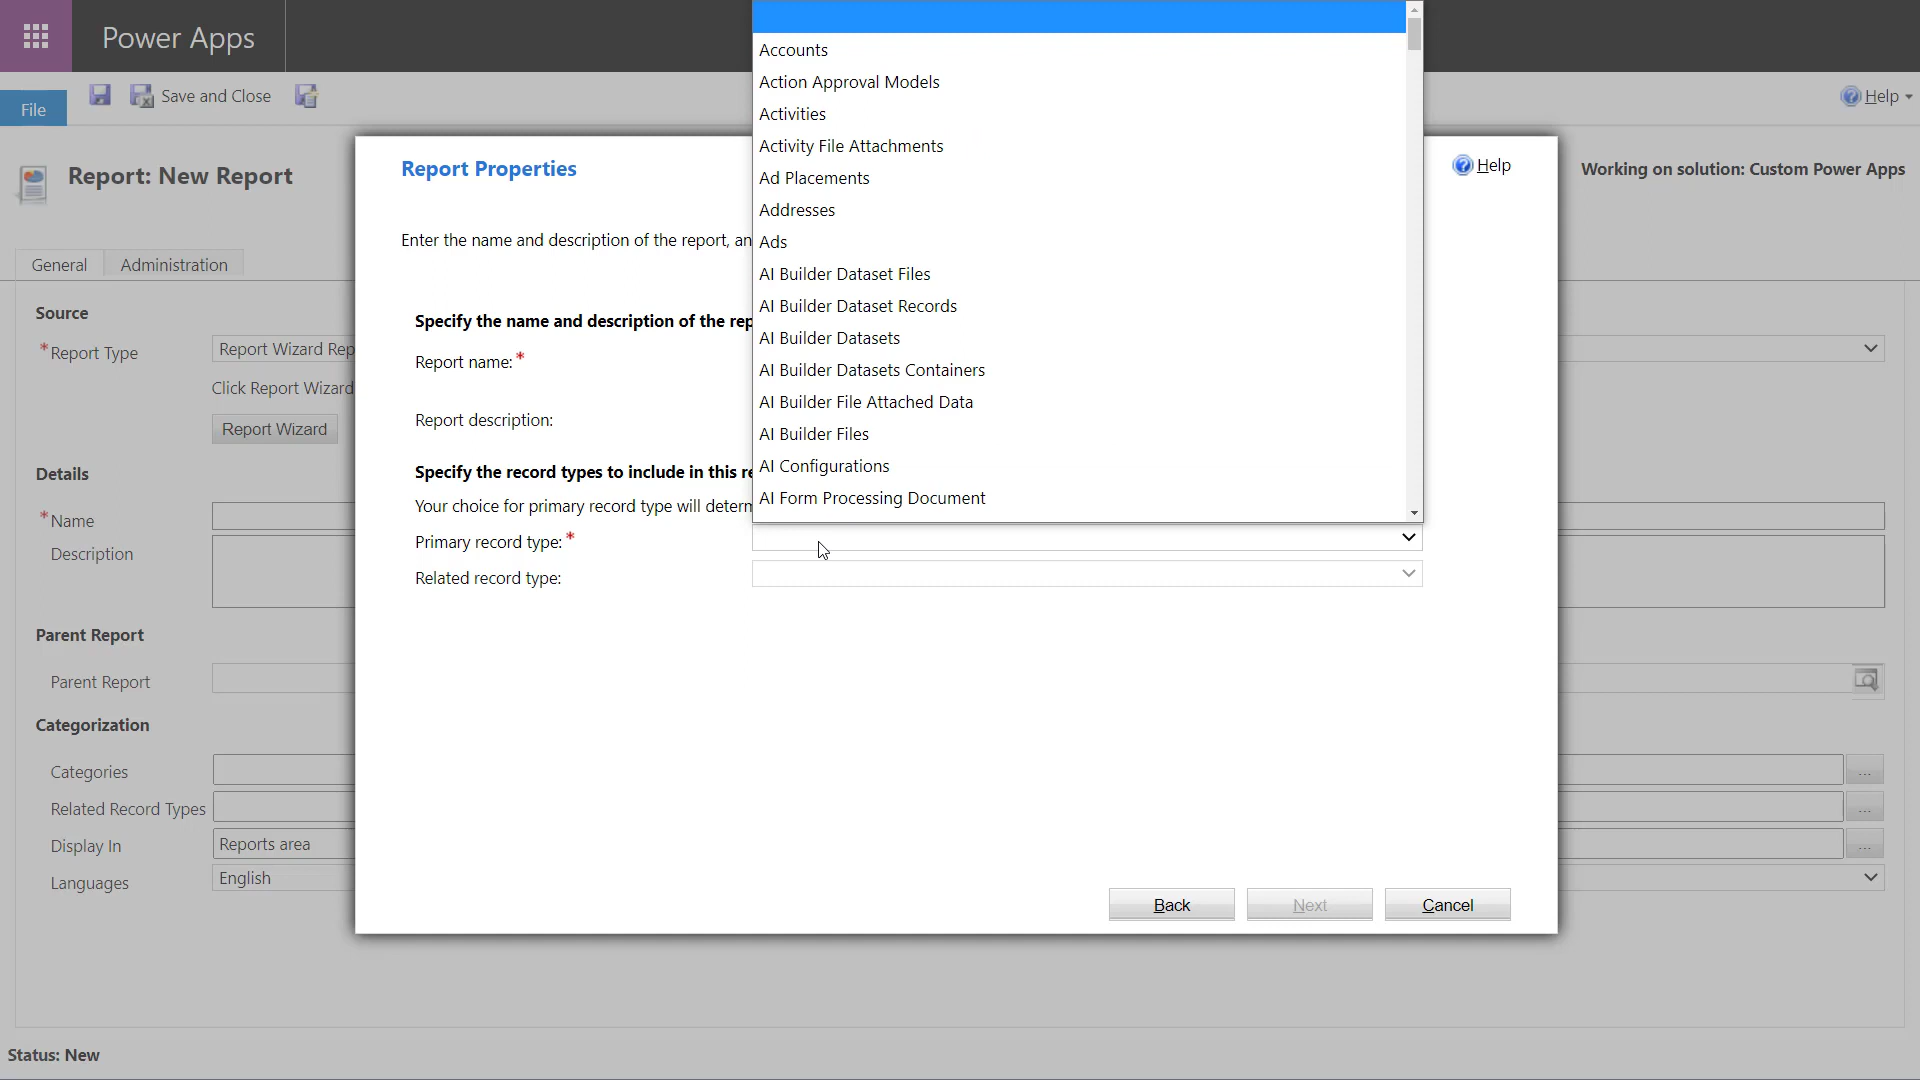 Power Apps
File
Save and Close
Help
Report: New Report
Working on solution: Custom Power Apps
General
Administration
Source
*Report Type
Report Wizard Rep
Click Report Wizard
Report Wizard
Details
*Name
Description
Parent Report
Parent Report
Categorization
Categories
...
Related Record Types
...
Display In
Reports area
...
Languages
English
Report Properties
Help
Enter the name and description of the report, an
Specify the name and description of the rep
Report name:*
Report description:
Specify the record types to include in this re
Your choice for primary record type will determ
Primary record type:*
Related record type:
Accounts
Action Approval Models
Activities
Activity File Attachments
Ad Placements
Addresses
Ads
AI Builder Dataset Files
AI Builder Dataset Records
AI Builder Datasets
AI Builder Datasets Containers
AI Builder File Attached Data
AI Builder Files
AI Configurations
AI Form Processing Document
Back
Next
Cancel
Status: New